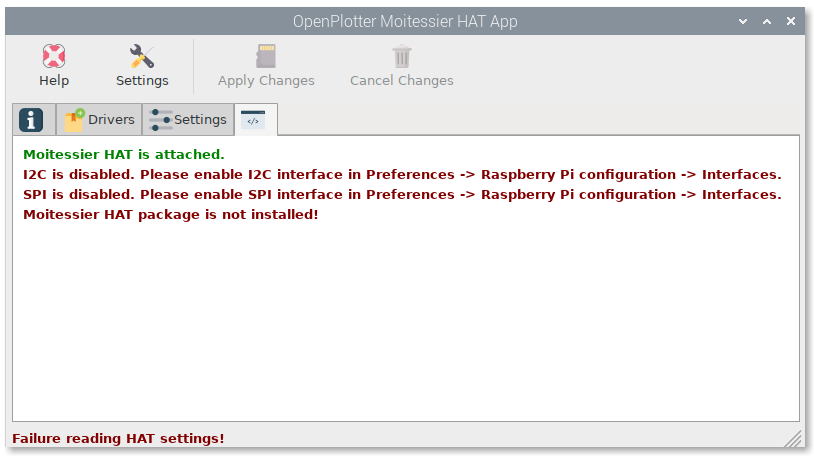 OpenPlotter Moitessier HAT App
Help
Settings
Apply Changes
Cancel Changes
Drivers
Settings
</>
Moitessier HAT is attached.
I2C is disabled. Please enable I2C interface in Preferences -> Raspberry Pi configuration -> Interfaces.
SPI is disabled. Please enable SPI interface in Preferences -> Raspberry Pi configuration -> Interfaces.
Moitessier HAT package is not installed!
Failure reading HAT settings!